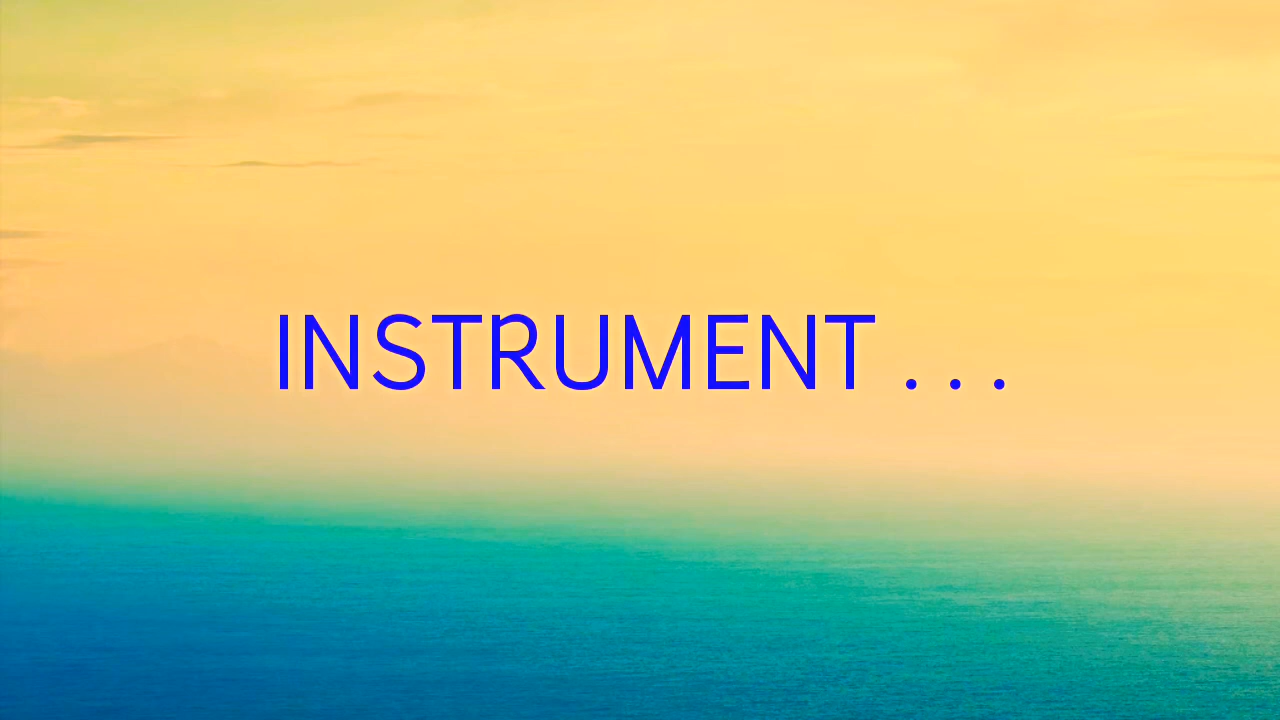 INSTRUMENT . . .